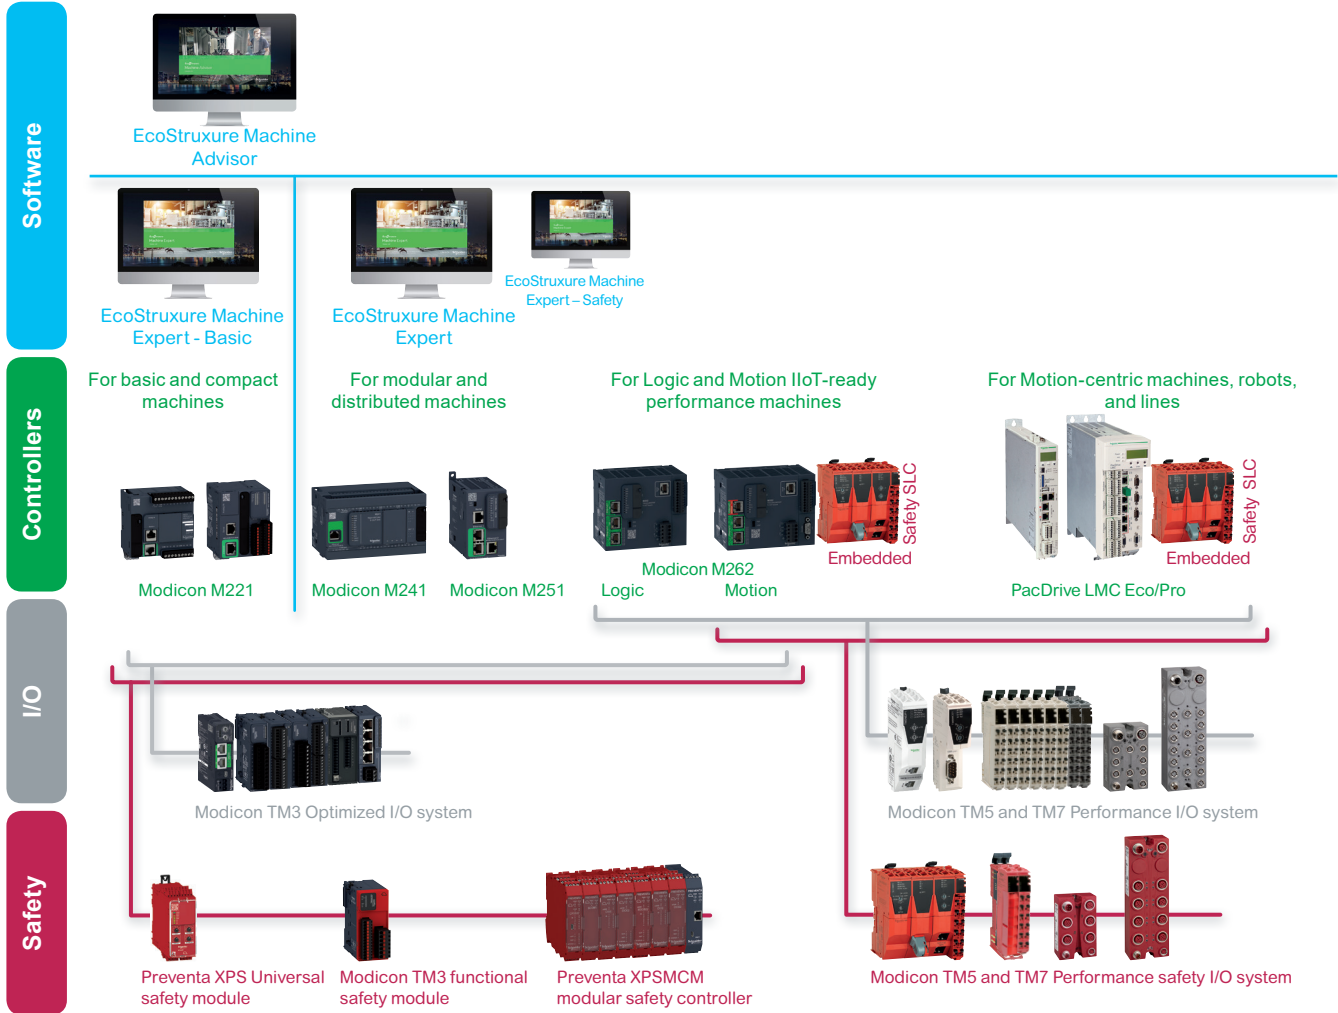 Software
EcoStruxure Machine
Advisor
EcoStruxure Machine
Expert - Basic
EcoStruxure Machine
Expert
EcoStruxure Machine
Expert – Safety
Controllers
For basic and compact
machines
For modular and
distributed machines
For Logic and Motion IIoT-ready
performance machines
For Motion-centric machines, robots,
and lines
Modicon M221
Modicon M241
Modicon M251
Modicon M262
Logic
Motion
Embedded
Safety SLC
PacDrive LMC Eco/Pro
Embedded
Safety SLC
I/O
Modicon TM3 Optimized I/O system
Modicon TM5 and TM7 Performance I/O system
Safety
Preventa XPS Universal
safety module
Modicon TM3 functional
safety module
Preventa XPSMCM
modular safety controller
Modicon TM5 and TM7 Performance safety I/O system